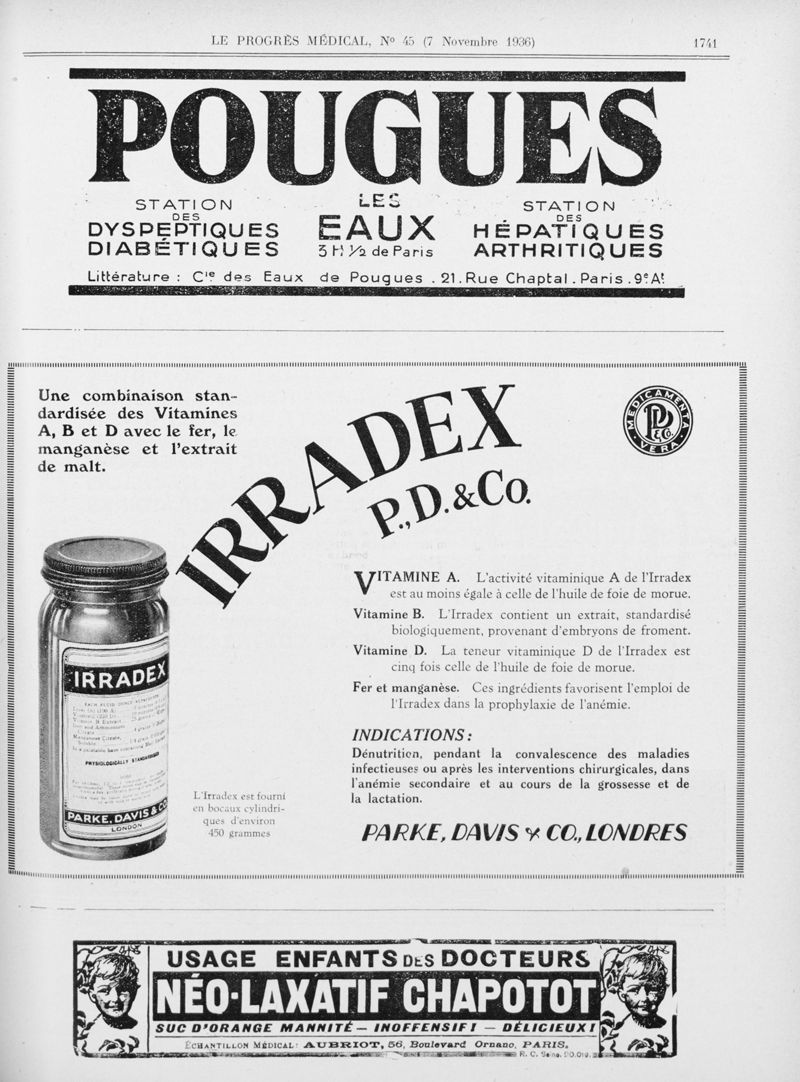 LE PROGRÈS MÉDICAL, No 45 (7 Novembre 1936) 1741
POUGUES
STATION
DES
DYSPEPTIQUES
DIABÉTIQUES
LES
EAUX
3 H ½ de Paris
STATION
DES
HÉPATIQUES
ARTHRITIQUES
Littérature : Cie des Eaux de Pougues . 21. Rue Chaptal . Paris . 9e At
Une combinaison stan-
dardisée des Vitamines
A, B et D avec le fer, le
manganèse et l'extrait
de malt.
IRRADEX
P., D. & Co.
MEDICAMENTA
VERA
P.D. & Co.
VITAMINE A. L'activité vitaminique A de l'Irradex
est au moins égale à celle de l'huile de foie de morue.
Vitamine B. L'Irradex contient un extrait, standardisé
biologiquement, provenant d'embryons de froment.
Vitamine D. La teneur vitaminique D de l'Irradex est
cinq fois celle de l'huile de foie de morue.
Fer et manganèse. Ces ingrédients favorisent l'emploi de
l'Irradex dans la prophylaxie de l'anémie.
INDICATIONS :
Dénutrition, pendant la convalescence des maladies
infectieuses ou après les interventions chirurgicales, dans
l'anémie secondaire et au cours de la grossesse et de
la lactation.
PARKE, DAVIS & CO., LONDRES
IRRADEX
EACH FLUID OUNCE REPRESENTS
PHYSIOLOGICALLY STANDARDISED
PARKE, DAVIS & CO
LONDON
L'Irradex est fourni
en bocaux cylindri-
ques d'environ
450 grammes
USAGE ENFANTS DES DOCTEURS
NÉO-LAXATIF CHAPOTOT
SUC D'ORANGE MANNITÉ — INOFFENSIF ! — DÉLICIEUX !
ÉCHANTILLON MÉDICAL : AUBRIOT, 56, Boulevard Ornano, PARIS.
R. C. Seine